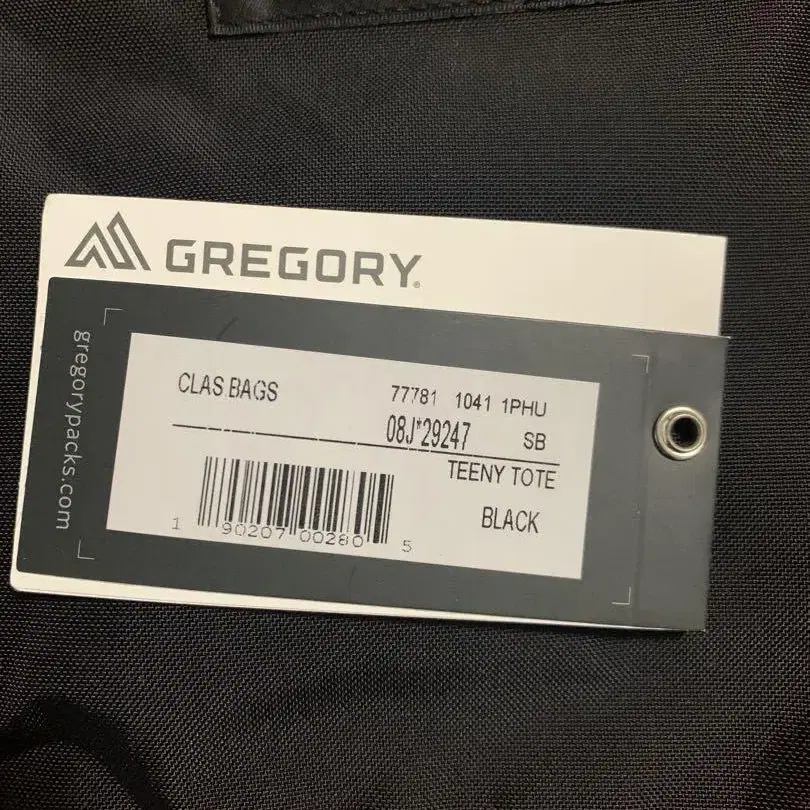 GREGORY
gregorypacks.com
CLAS.BAGS 77781 1041 1PHU
08J*29247 SB
TEENY TOTE
BLACK
1 90207 00280 5